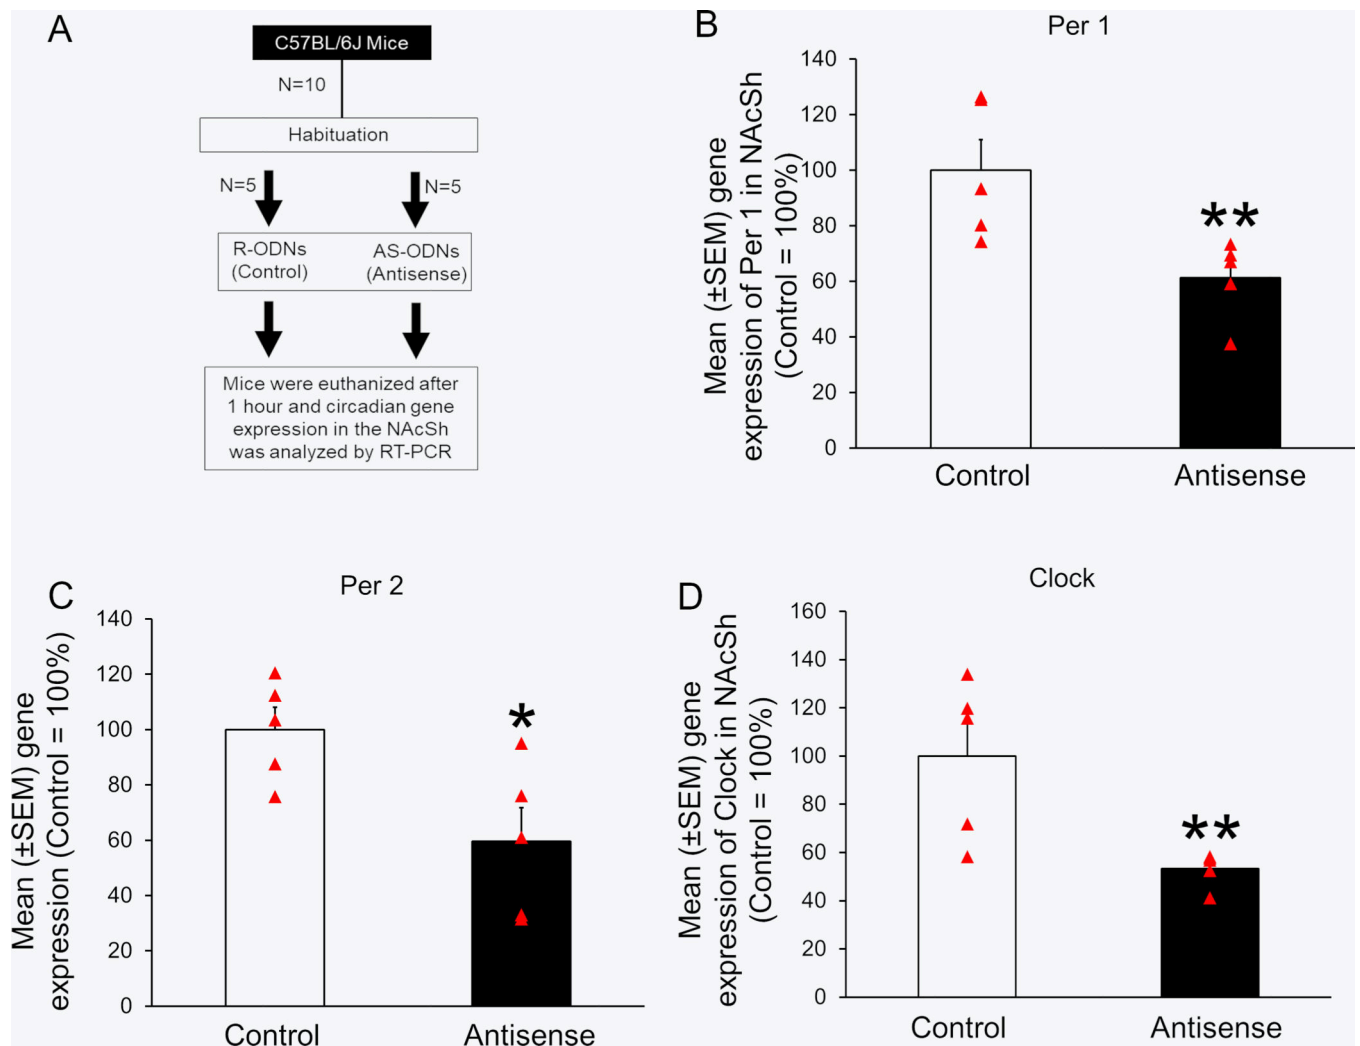 A
C57BL/6J Mice
N=10
Habituation
N=5
N=5
R-ODNs
(Control)
AS-ODNs
(Antisense)
Mice were euthanized after
1 hour and circadian gene
expression in the NAcSh
was analyzed by RT-PCR
B
Per 1
Mean (±SEM) gene
expression of Per 1 in NAcSh
(Control = 100%)
140
120
100
80
60
40
20
0
**
Control
Antisense
C
Per 2
Mean (±SEM) gene
expression (Control = 100%)
140
120
100
80
60
40
20
0
*
Control
Antisense
D
Clock
Mean (±SEM) gene
expression of Clock in NAcSh
(Control = 100%)
160
140
120
100
80
60
40
20
0
**
Control
Antisense